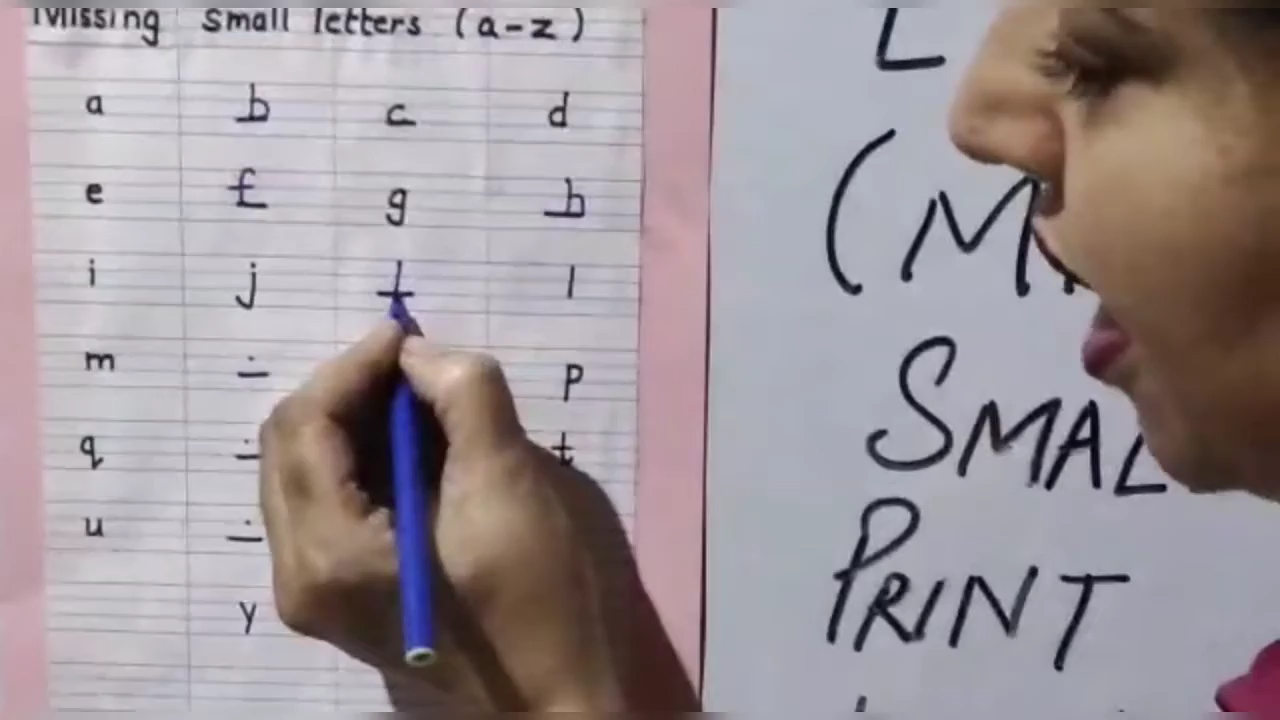 Missing small letters (a-z)
a b c d
e f g h
i j l
m p
q t
u
y
L
(M
SMAL
PRINT